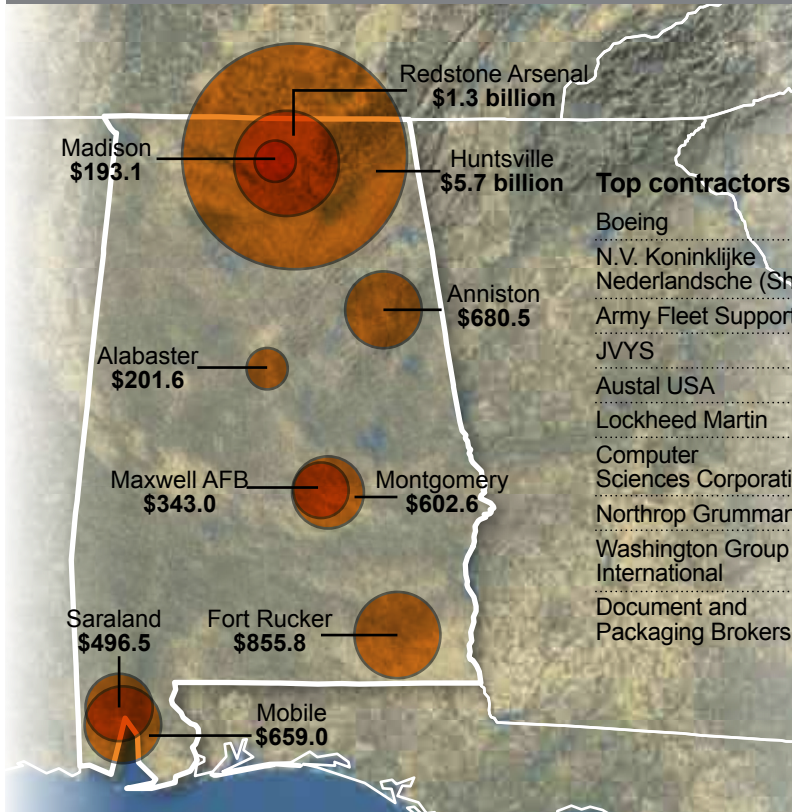 Redstone Arsenal
$1.3 billion
Madison
$193.1
Huntsville
$5.7 billion
Anniston
$680.5
Alabaster
$201.6
Maxwell AFB
$343.0
Montgomery
$602.6
Saraland
$496.5
Fort Rucker
$855.8
Mobile
$659.0
Top contractors
Boeing
N.V. Koninklijke
Nederlandsche (Sh
Army Fleet Support
JVYS
Austal USA
Lockheed Martin
Computer
Sciences Corporati
Northrop Grumman
Washington Group
International
Document and
Packaging Brokers